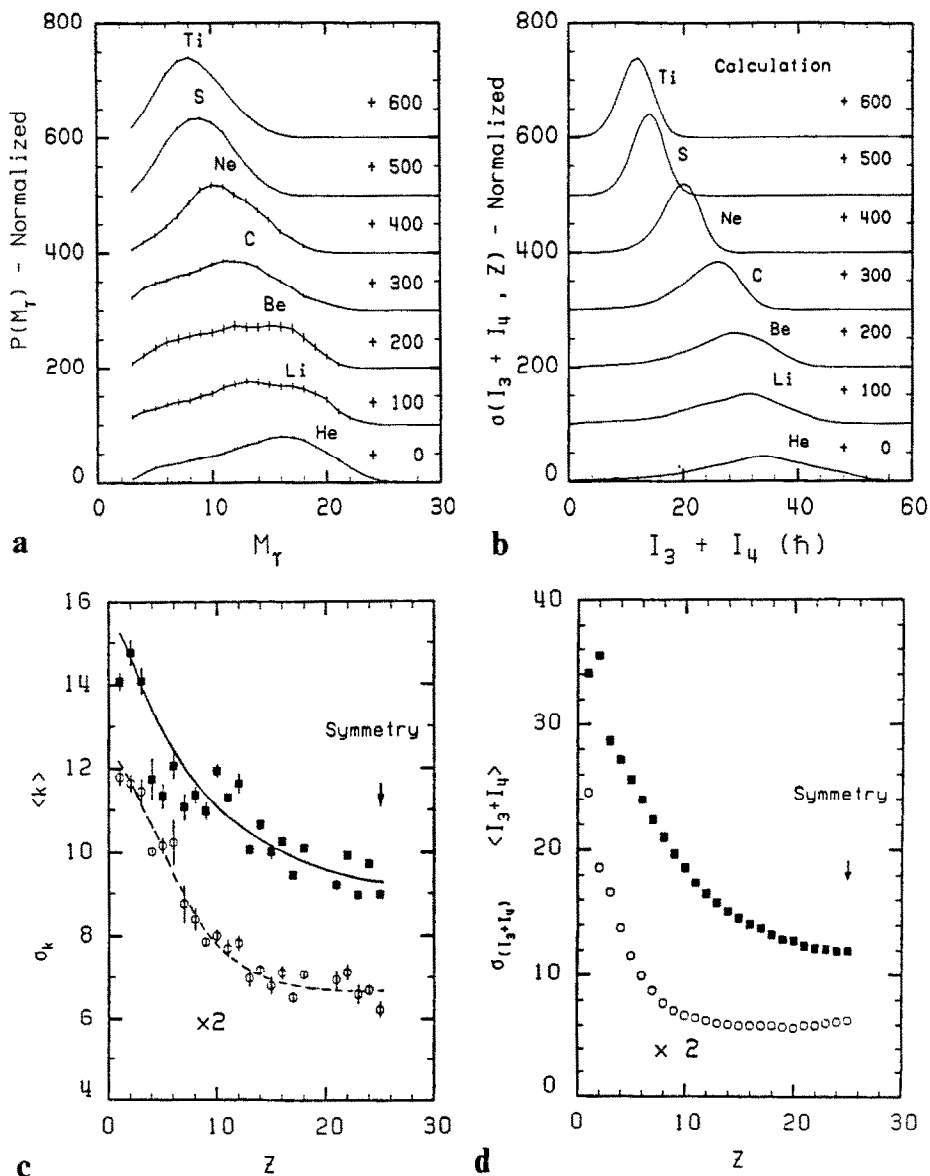 800
600
400
200
0
P(Mγ) - Normalized
Ti
S
Ne
C
Be
Li
He
+ 600
+ 500
+ 400
+ 300
+ 200
+ 100
+ 0
0 10 20 30
a
Mγ
800
600
400
200
0
σ(I3 + I4 , Z) - Normalized
Calculation
Ti
S
Ne
C
Be
Li
He
+ 600
+ 500
+ 400
+ 300
+ 200
+ 100
+ 0
0 20 40 60
b
I3 + I4 (ħ)
16
14
12
10
8
6
4
<k>
σk
Symmetry
×2
0 10 20 30
c
Z
40
30
20
10
0
<I3+I4>
σ(I3+I4)
Symmetry
× 2
0 10 20 30
d
Z